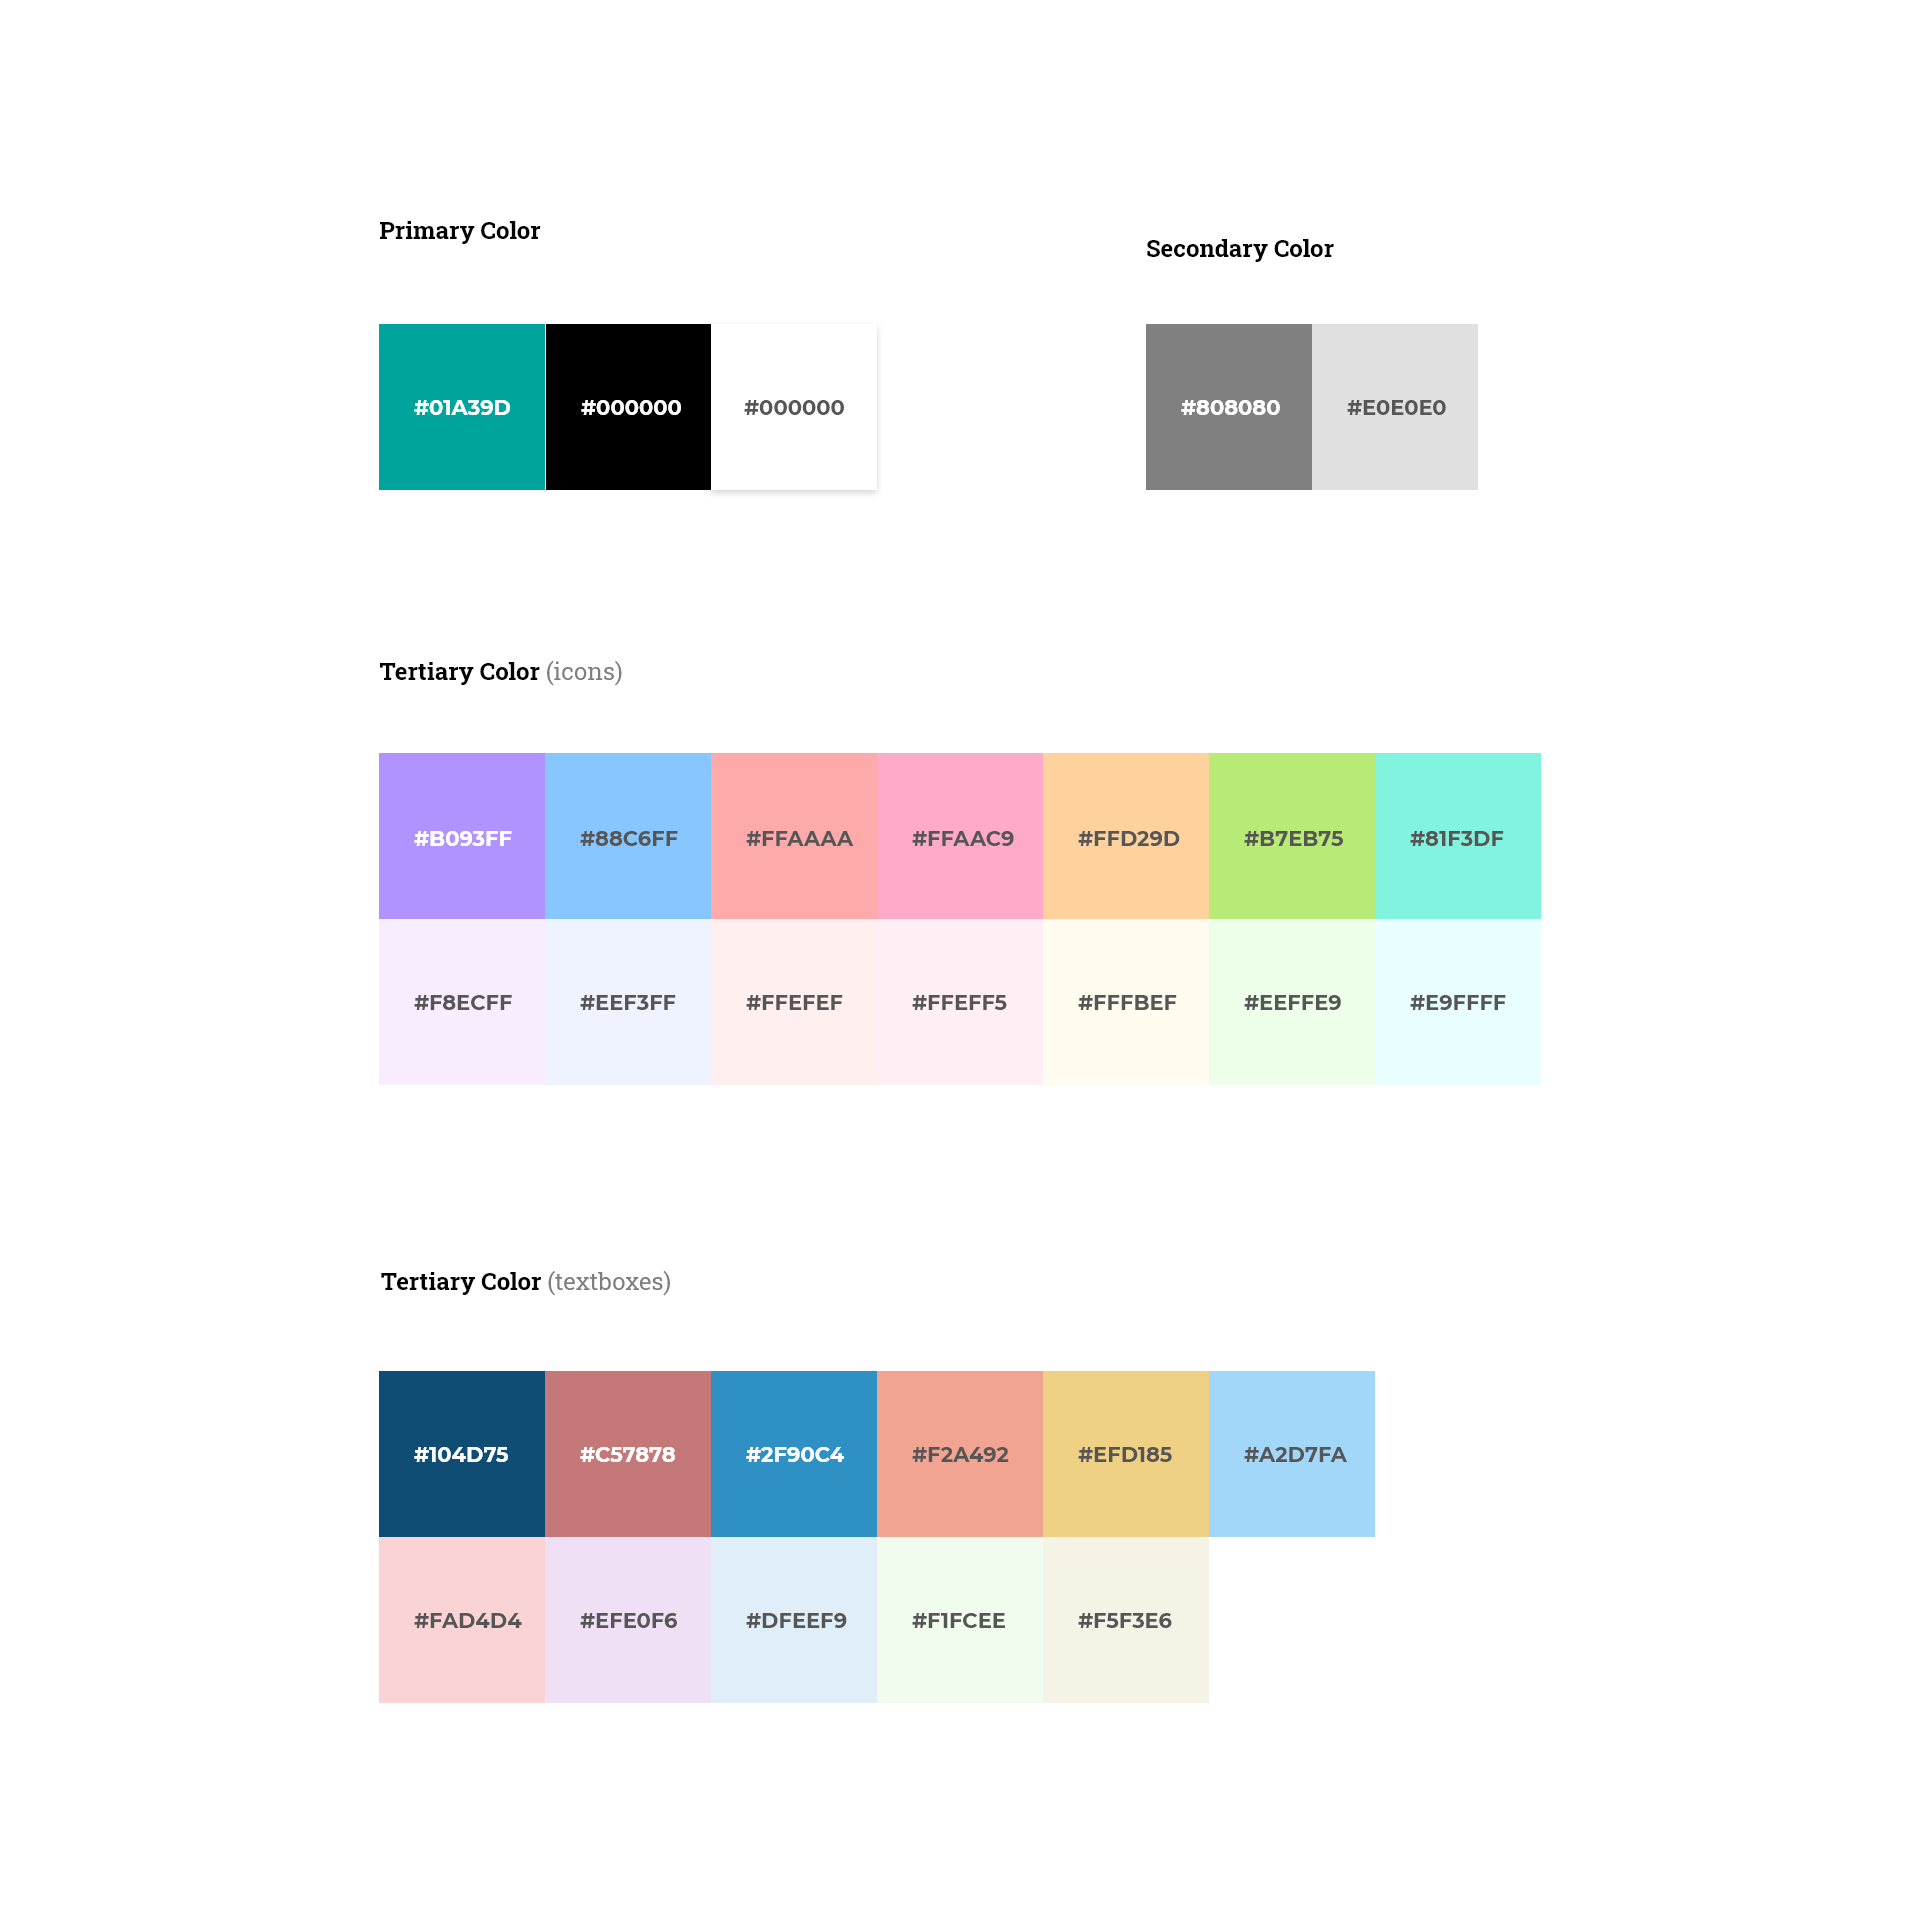 Primary Color
Secondary Color
#01A39D
#000000
#000000
#808080
#E0E0E0
Tertiary Color (icons)
#B093FF
#88C6FF
#FFAAAA
#FFAAC9
#FFD29D
#B7EB75
#81F3DF
#F8ECFF
#EEF3FF
#FFEFEF
#FFEFF5
#FFFBEF
#EEFFE9
#E9FFFF
Tertiary Color (textboxes)
#104D75
#C57878
#2F90C4
#F2A492
#EFD185
#A2D7FA
#FAD4D4
#EFE0F6
#DFEEF9
#F1FCEE
#F5F3E6